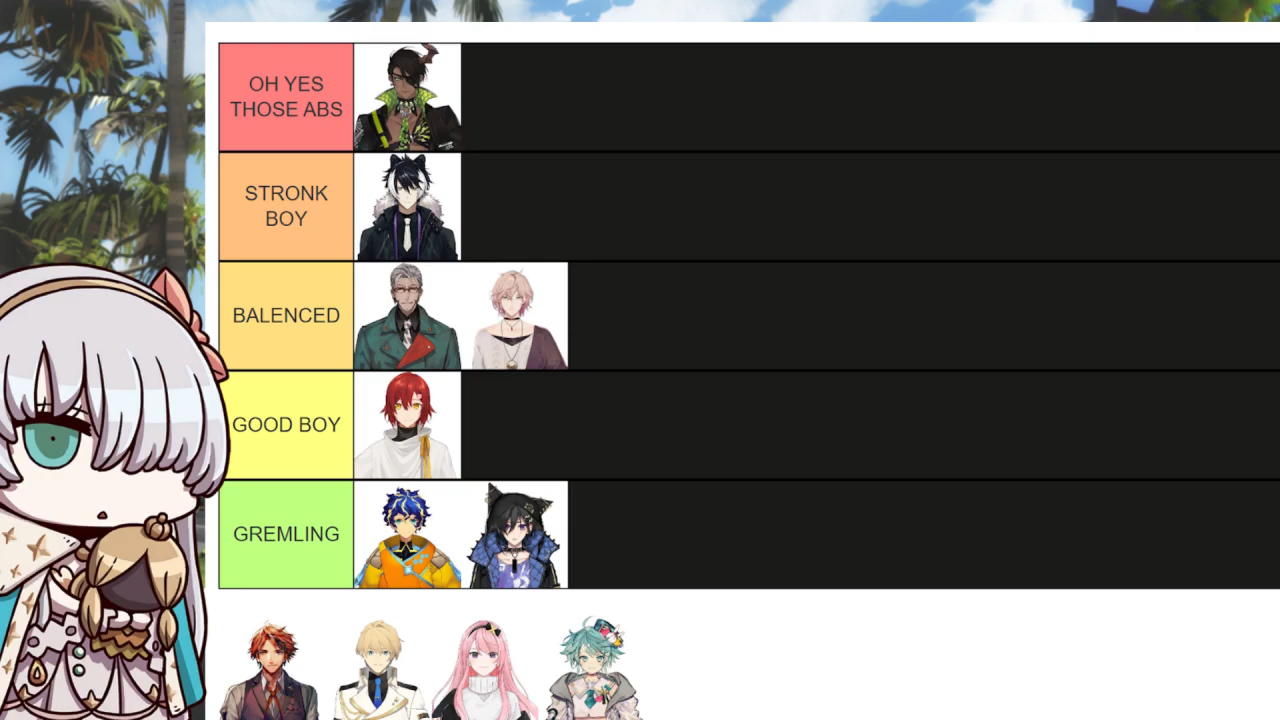 OH YES
THOSE ABS
STRONK
BOY
BALENCED
GOOD BOY
GREMLING